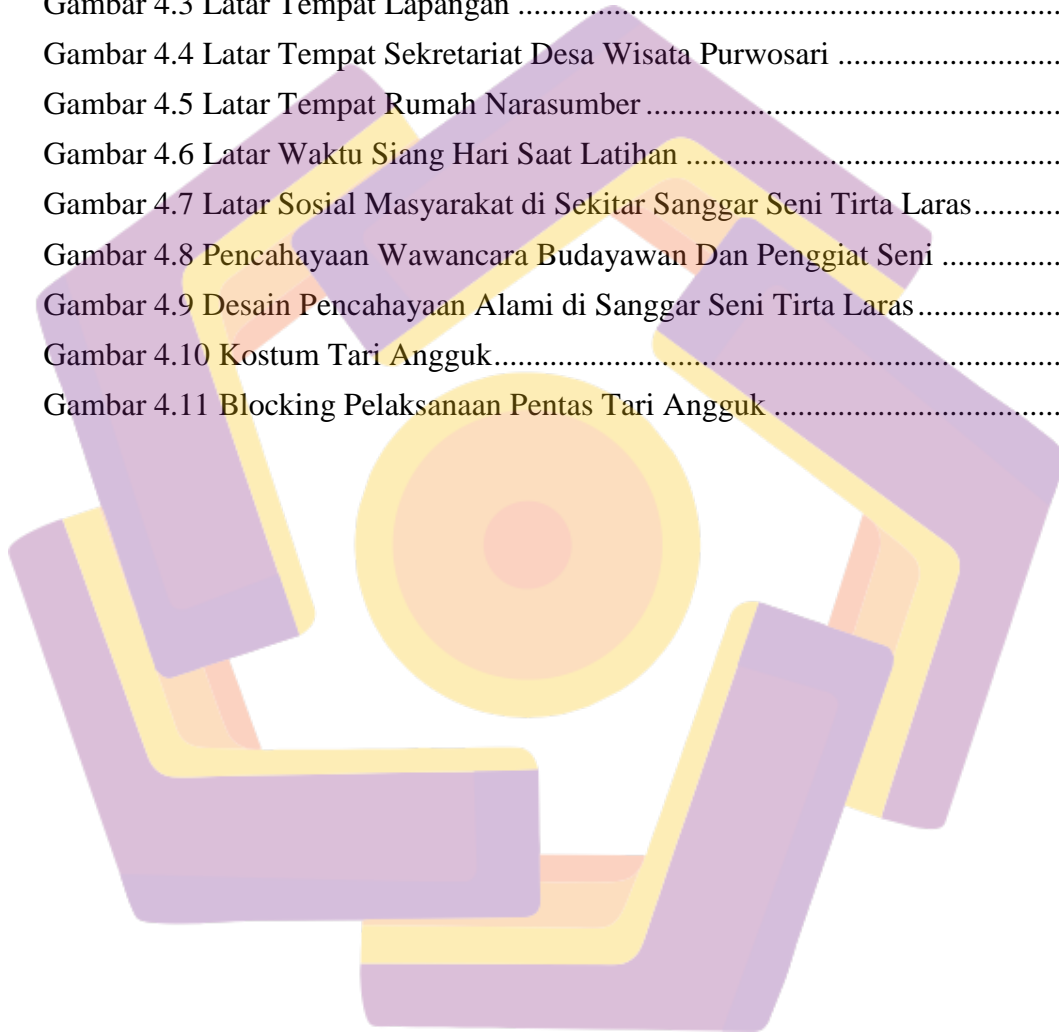 Gambar 4.3 Latar Tempat Lapangan ....................................................................
Gambar 4.4 Latar Tempat Sekretariat Desa Wisata Purwosari ............................
Gambar 4.5 Latar Tempat Rumah Narasumber ....................................................
Gambar 4.6 Latar Waktu Siang Hari Saat Latihan ...............................................
Gambar 4.7 Latar Sosial Masyarakat di Sekitar Sanggar Seni Tirta Laras...........
Gambar 4.8 Pencahayaan Wawancara Budayawan Dan Penggiat Seni ...............
Gambar 4.9 Desain Pencahayaan Alami di Sanggar Seni Tirta Laras..................
Gambar 4.10 Kostum Tari Angguk.......................................................................
Gambar 4.11 Blocking Pelaksanaan Pentas Tari Angguk ....................................